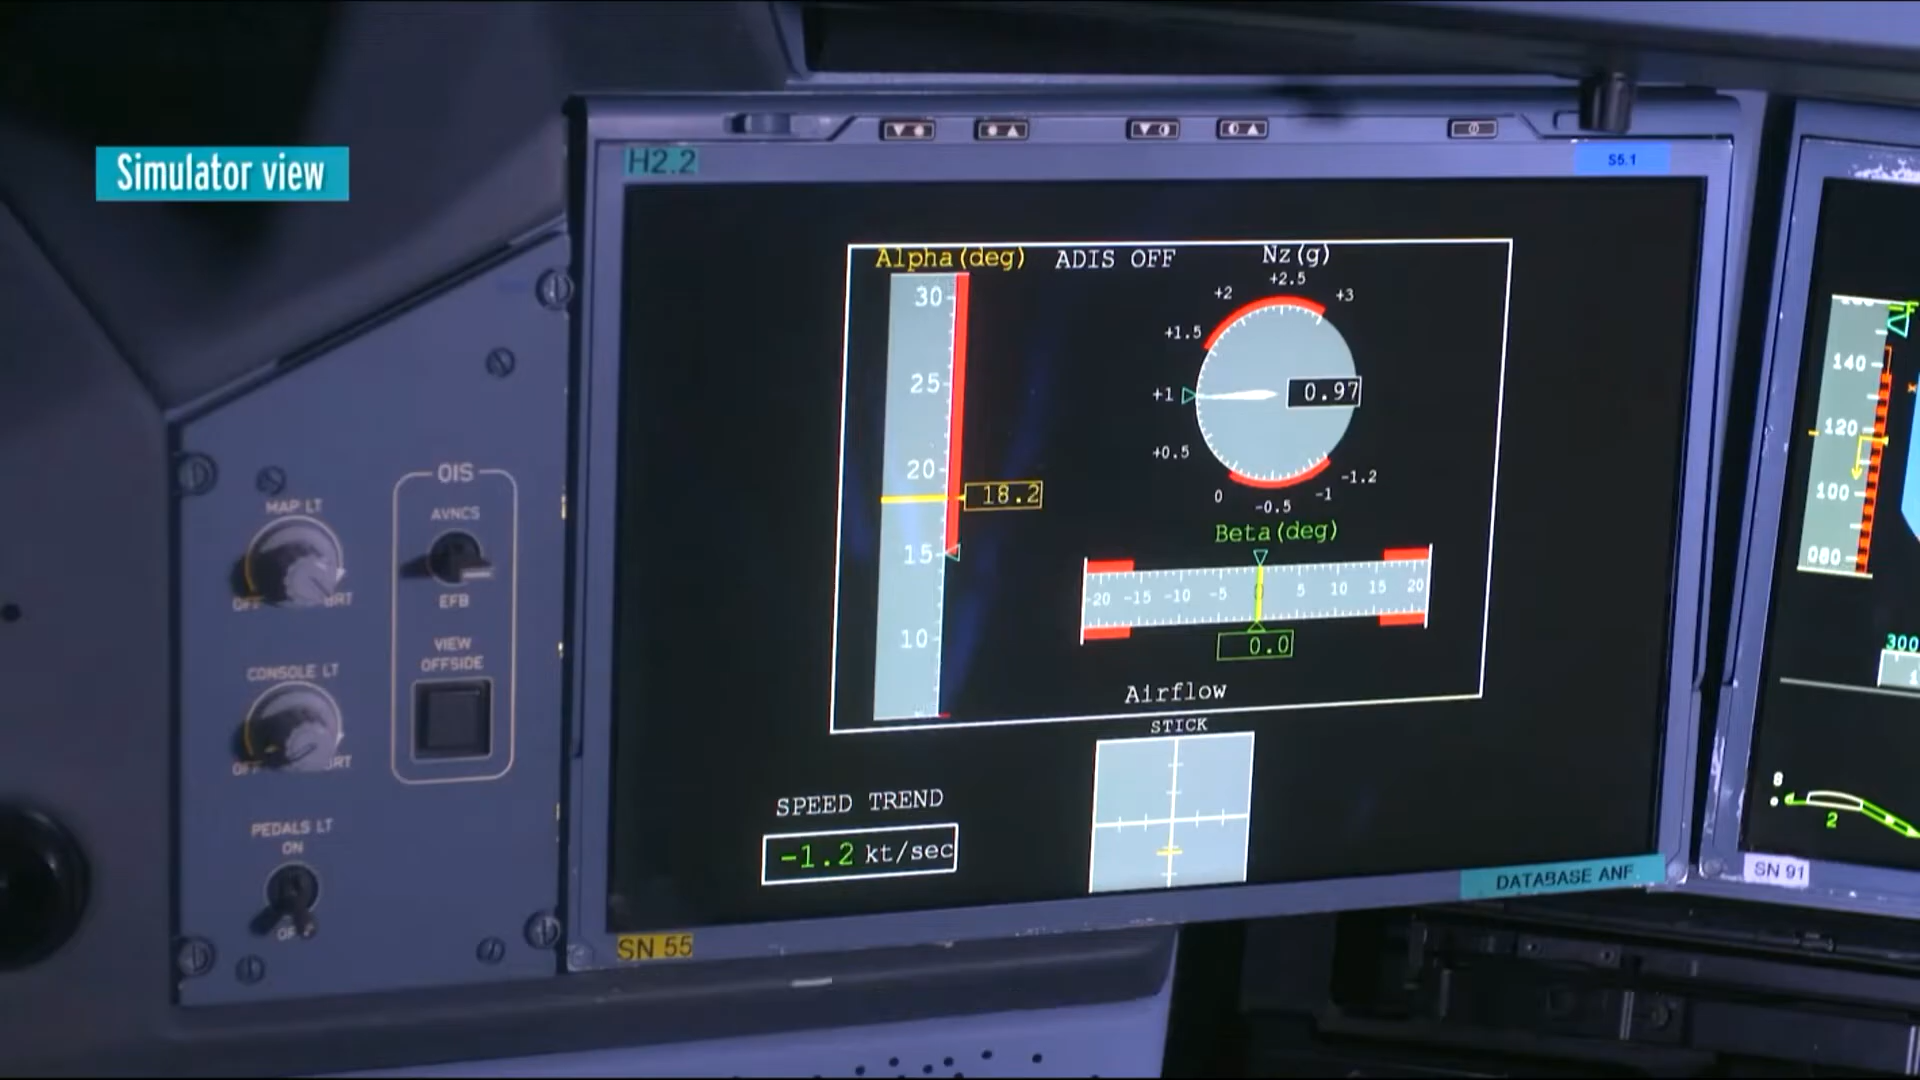 Simulator view
H2.2
S5.1
Alpha(deg)
ADIS OFF
Nz(g)
30
25
20
15
10
18.2
+2.5
+2
+3
+1.5
+1
+0.5
0
-0.5
-1
-1.2
0.97
Beta(deg)
-20 -15 -10 -5 0 5 10 15 20
0.0
Airflow
STICK
SPEED TREND
-1.2 kt/sec
DATABASE ANF
SN 55
MAP LT
OFF BRT
OIS
AVNCS
EFB
VIEW
OFFSIDE
CONSOLE LT
OFF BRT
PEDALS LT
ON
OFF
140
120
100
080
300
S
2
SN 91